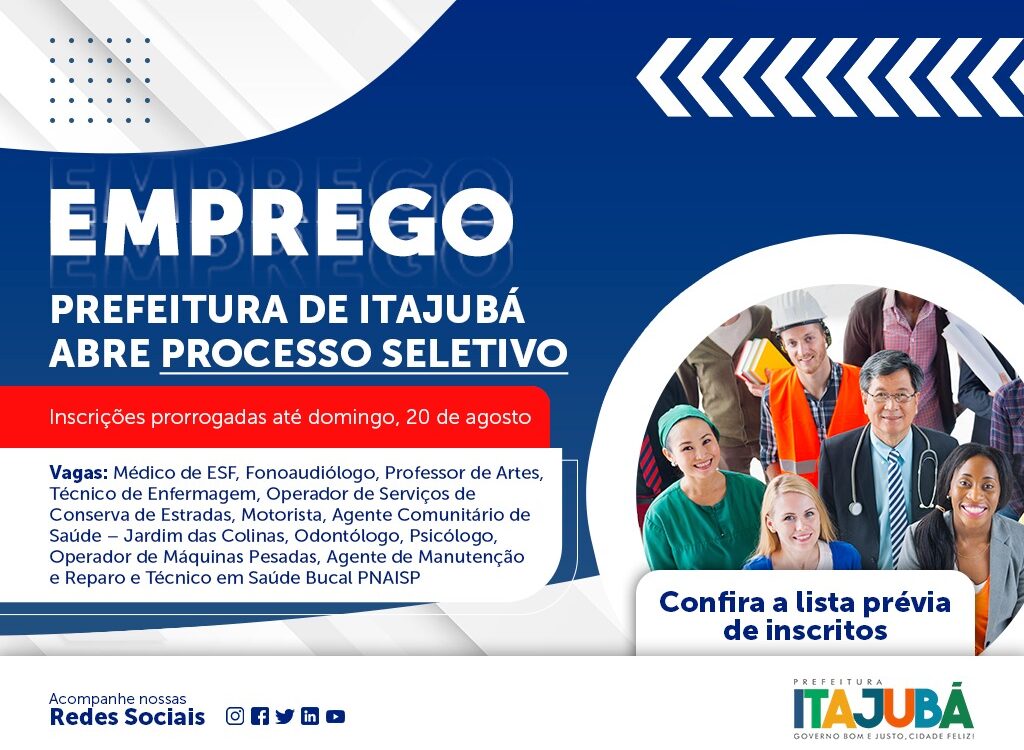 EMPREGO
PREFEITURA DE ITAJUBÁ
ABRE PROCESSO SELETIVO
Inscrições prorrogadas até domingo, 20 de agosto
Vagas: Médico de ESF, Fonoaudiólogo, Professor de Artes,
Técnico de Enfermagem, Operador de Serviços de
Conserva de Estradas, Motorista, Agente Comunitário de
Saúde – Jardim das Colinas, Odontólogo, Psicólogo,
Operador de Máquinas Pesadas, Agente de Manutenção
e Reparo e Técnico em Saúde Bucal PNAISP
Confira a lista prévia
de inscritos
Acompanhe nossas
Redes Sociais
PREFEITURA
ITAJUBÁ
GOVERNO BOM E JUSTO, CIDADE FELIZ!